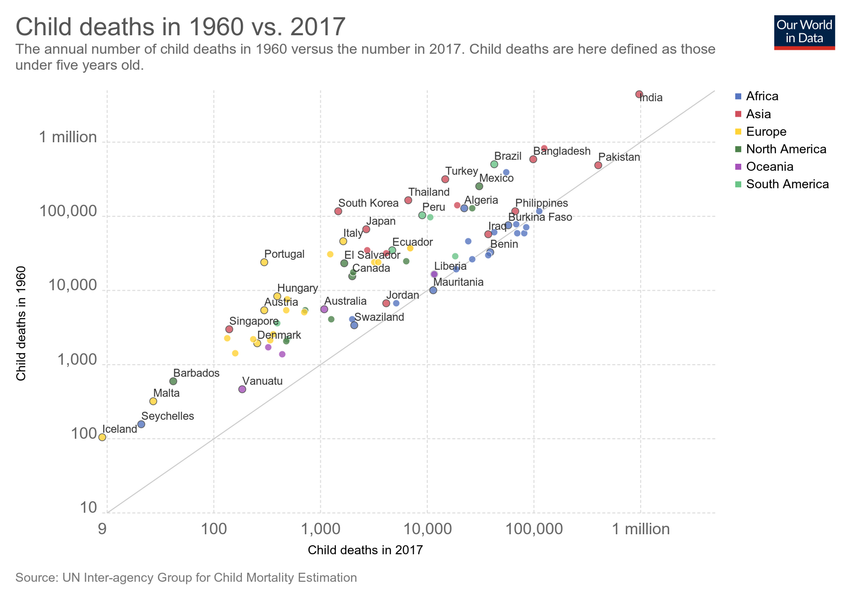 Child deaths in 1960 vs. 2017
The annual number of child deaths in 1960 versus the number in 2017. Child deaths are here defined as those
under five years old.
Our World
in Data
Africa
Asia
Europe
North America
Oceania
South America
India
1 million
Brazil
Bangladesh
Pakistan
Turkey
Mexico
Thailand
South Korea
Algeria
Philippines
100,000
Peru
Burkina Faso
Japan
Iraq
Italy
Ecuador
Benin
Portugal
El Salvador
Canada
Liberia
Mauritania
10,000
Hungary
Jordan
Austria
Australia
Singapore
Swaziland
Denmark
1,000
Barbados
Vanuatu
Malta
Seychelles
100
Iceland
10
Child deaths in 1960
9
100
1,000
10,000
100,000
1 million
Child deaths in 2017
Source: UN Inter-agency Group for Child Mortality Estimation